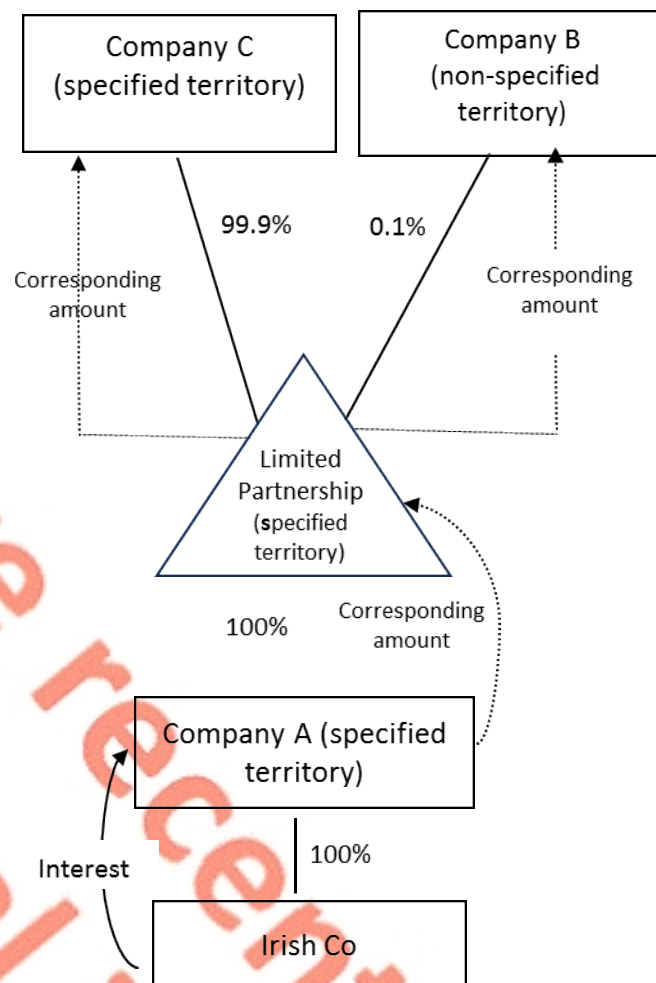 Company C
(specified territory)
Company B
(non-specified
territory)
99.9%
0.1%
Corresponding
amount
Corresponding
amount
Limited
Partnership
(specified
territory)
100%
Corresponding
amount
Company A (specified
territory)
Interest
100%
Irish Co
recent